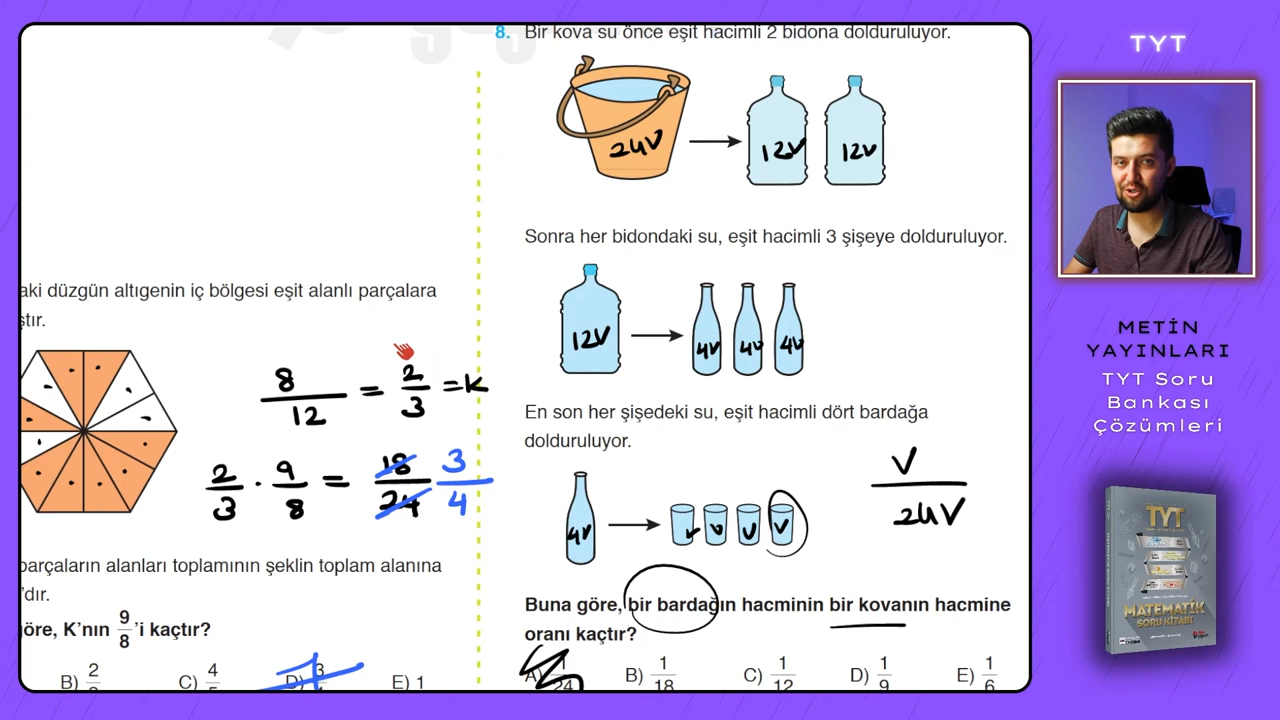 8. Bir kova su önce eşit hacimli 2 bidona dolduruluyor.
24V
12V
12V
Sonra her bidondaki su, eşit hacimli 3 şişeye dolduruluyor.
12V
4V
4V
4V
En son her şişedeki su, eşit hacimli dört bardağa
dolduruluyor.
4V
V
V
V
V
V
24V
Buna göre, bir bardağın hacminin bir kovanın hacmine
oranı kaçtır?
A) 1/24 B) 1/18 C) 1/12 D) 1/9 E) 1/6
aki düzgün altıgenin iç bölgesi eşit alanlı parçalara
ştır.
8/12 = 2/3 = K
2/3 · 9/8 = 18/24 3/4
parçaların alanları toplamının şeklin toplam alanına
'dır.
göre, K'nın 9/8 'i kaçtır?
B) 2 C) 4 D) 3 E) 1
TYT
METİN
YAYINLARI
TYT Soru
Bankası
Çözümleri
TYT
MATEMATİK
SORU KİTABI